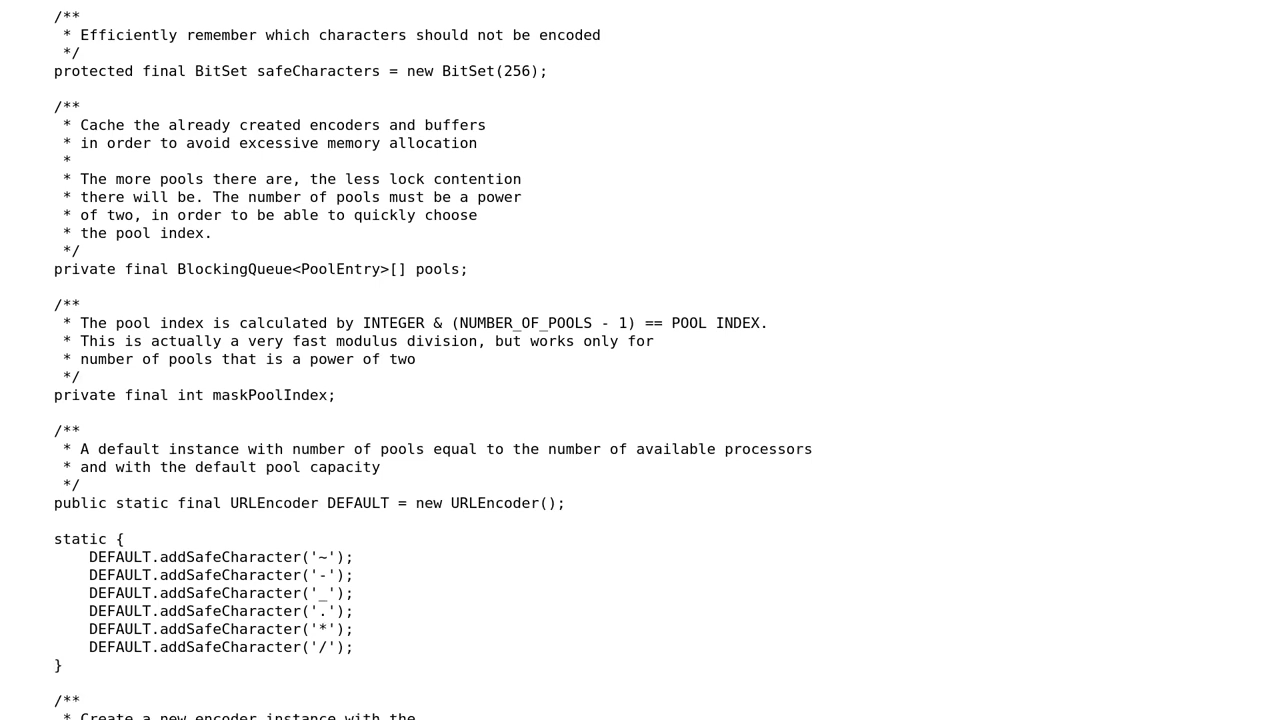 /**
 * Efficiently remember which characters should not be encoded
 */
protected final BitSet safeCharacters = new BitSet(256);

/**
 * Cache the already created encoders and buffers
 * in order to avoid excessive memory allocation
 *
 * The more pools there are, the less lock contention
 * there will be. The number of pools must be a power
 * of two, in order to be able to quickly choose
 * the pool index.
 */
private final BlockingQueue<PoolEntry>[] pools;

/**
 * The pool index is calculated by INTEGER & (NUMBER_OF_POOLS - 1) == POOL INDEX.
 * This is actually a very fast modulus division, but works only for
 * number of pools that is a power of two
 */
private final int maskPoolIndex;

/**
 * A default instance with number of pools equal to the number of available processors
 * and with the default pool capacity
 */
public static final URLEncoder DEFAULT = new URLEncoder();

static {
    DEFAULT.addSafeCharacter('~');
    DEFAULT.addSafeCharacter('-');
    DEFAULT.addSafeCharacter('_');
    DEFAULT.addSafeCharacter('.');
    DEFAULT.addSafeCharacter('*');
    DEFAULT.addSafeCharacter('/');
}

/**
 * Create a new encoder instance with the